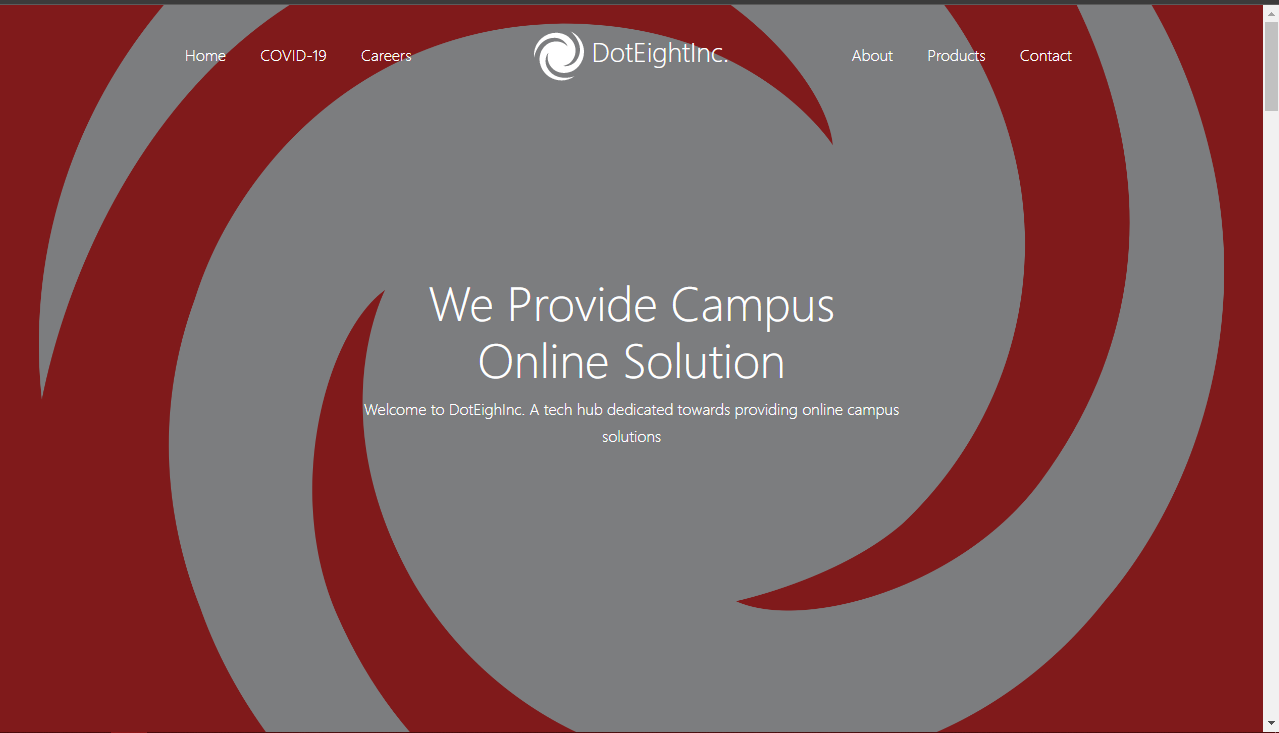 Home COVID-19 Careers DotEightInc. About Products Contact
We Provide Campus
Online Solution
Welcome to DotEighInc. A tech hub dedicated towards providing online campus
solutions